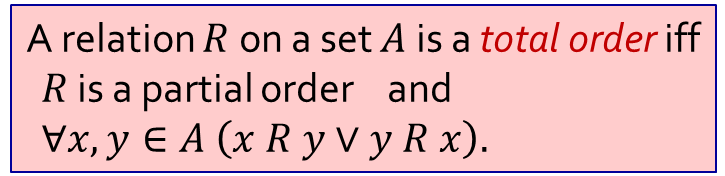 A relation R on a set A is a total order iff
R is a partial order and
∀x, y ∈ A (x R y ∨ y R x).